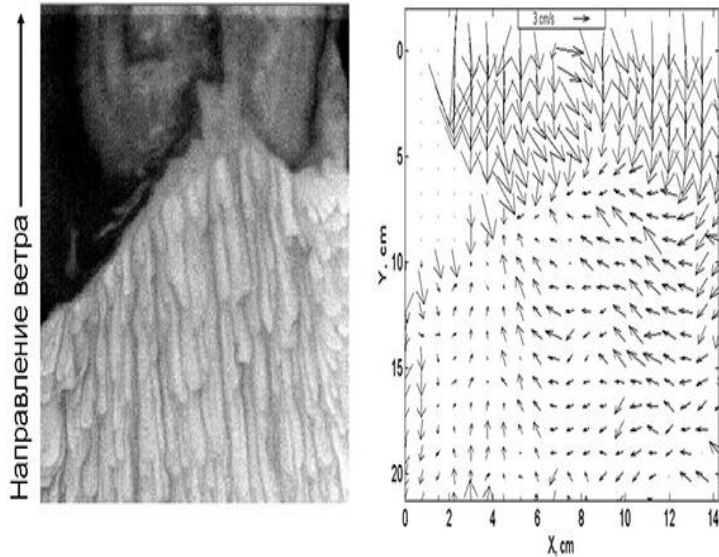 Направление ветра
3 cm/s
0
5
10
15
20
Y, cm
0 2 4 6 8 10 12 14
X, cm